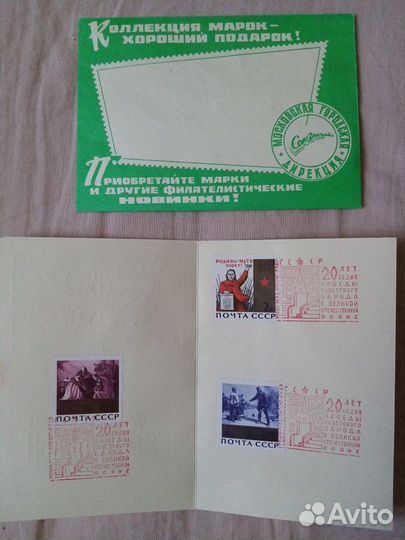 Коллекция марок –
хороший подарок!
МОСКОВСКАЯ ГОРОДСКАЯ
ДИРЕКЦИЯ
Приобретайте марки
и другие филателистические
новинки!
РОДИНА-МАТЬ
ЗОВЕТ!
ПОЧТА СССР
СССР
20 ЛЕТ
ПОБЕДЫ
СОВЕТСКОГО
НАРОДА
В ВЕЛИКОЙ
ОТЕЧЕСТВЕННОЙ
ВОЙНЕ
ПОЧТА СССР
20 ЛЕТ
ПОБЕДЫ
СОВЕТСКОГО
НАРОДА
В ВЕЛИКОЙ
ОТЕЧЕСТВЕННОЙ
ВОЙНЕ
ПОЧТА СССР
СССР
20 ЛЕТ
ПОБЕДЫ
СОВЕТСКОГО
НАРОДА
В ВЕЛИКОЙ
ОТЕЧЕСТВЕННОЙ
ВОЙНЕ
Avito